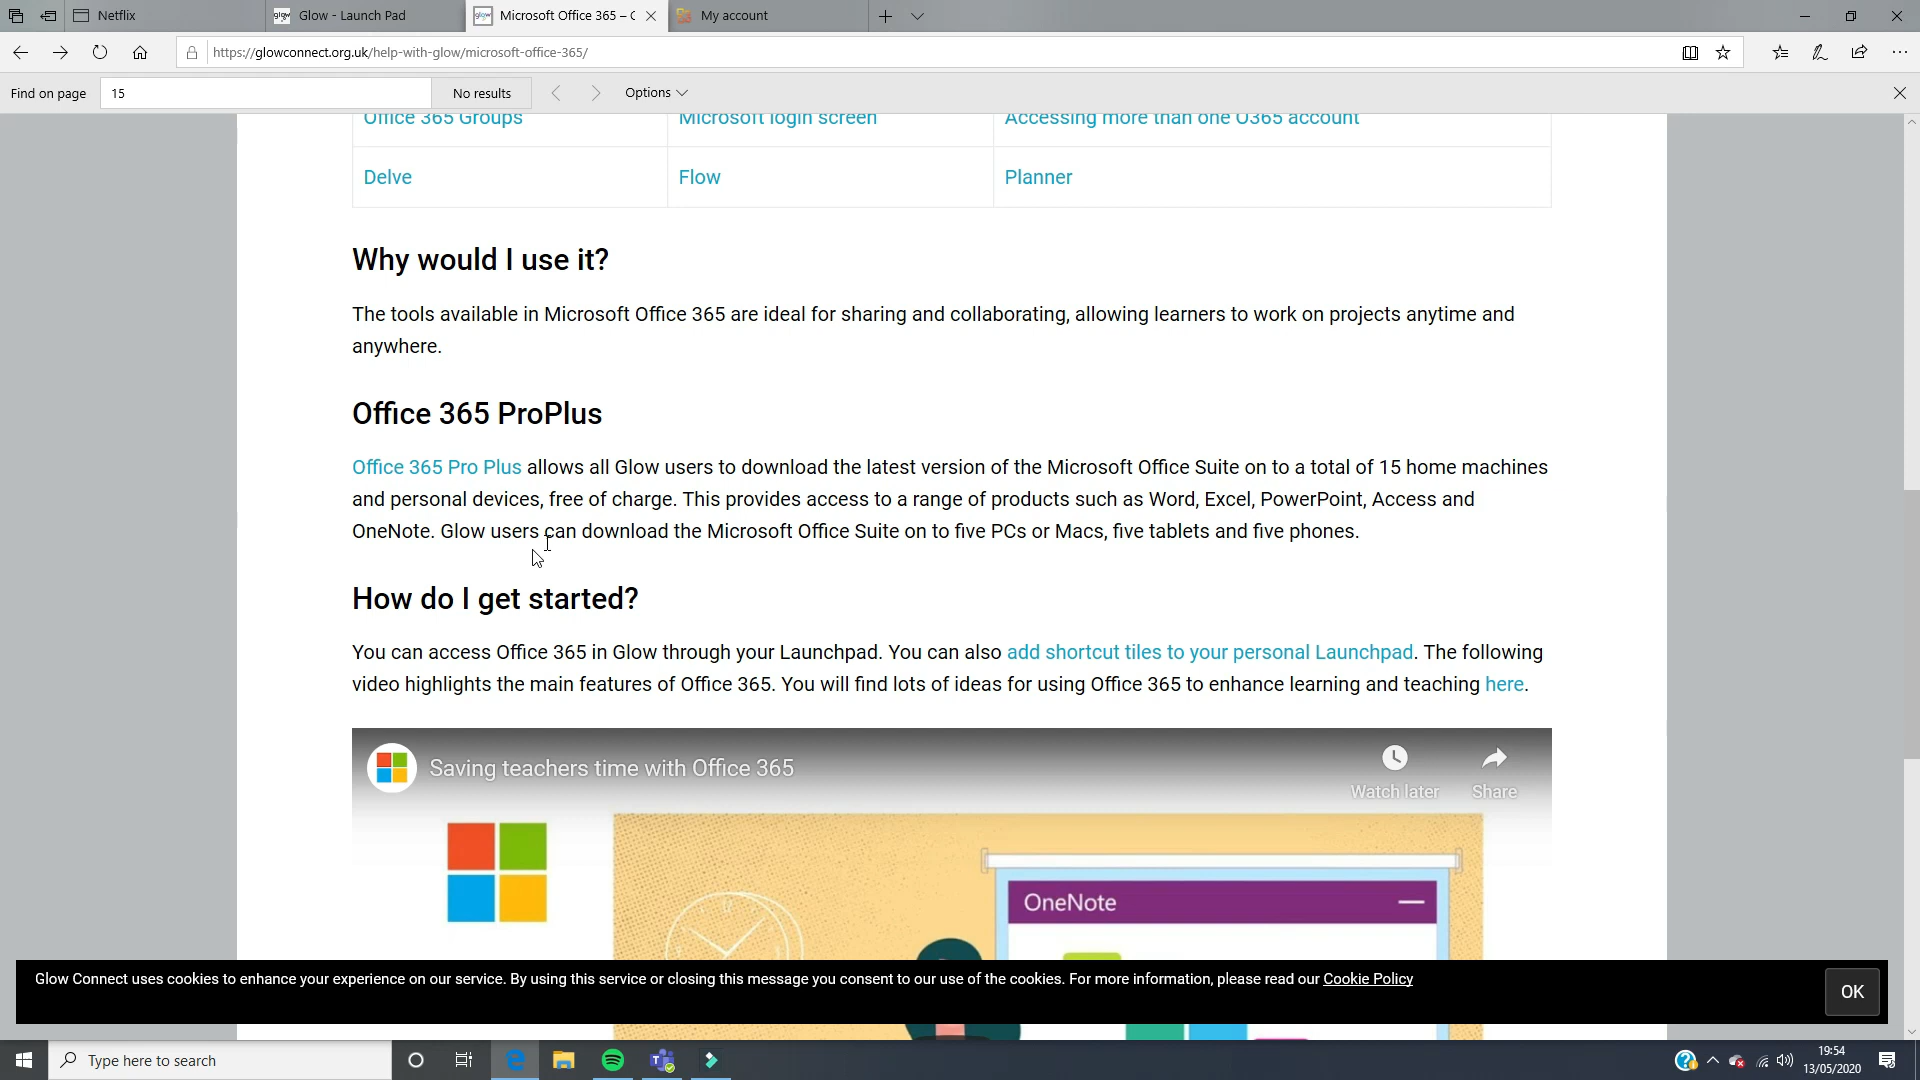 Netflix
Glow - Launch Pad
Microsoft Office 365 – G
My account
https://glowconnect.org.uk/help-with-glow/microsoft-office-365/
Find on page
15
No results
Options
Office 365 Groups
Microsoft login screen
Accessing more than one O365 account
Delve
Flow
Planner
Why would I use it?
The tools available in Microsoft Office 365 are ideal for sharing and collaborating, allowing learners to work on projects anytime and
anywhere.
Office 365 ProPlus
Office 365 Pro Plus allows all Glow users to download the latest version of the Microsoft Office Suite on to a total of 15 home machines
and personal devices, free of charge. This provides access to a range of products such as Word, Excel, PowerPoint, Access and
OneNote. Glow users can download the Microsoft Office Suite on to five PCs or Macs, five tablets and five phones.
How do I get started?
You can access Office 365 in Glow through your Launchpad. You can also add shortcut tiles to your personal Launchpad. The following
video highlights the main features of Office 365. You will find lots of ideas for using Office 365 to enhance learning and teaching here.
Saving teachers time with Office 365
Watch later
Share
OneNote
Glow Connect uses cookies to enhance your experience on our service. By using this service or closing this message you consent to our use of the cookies. For more information, please read our Cookie Policy
OK
Type here to search
19:54
13/05/2020